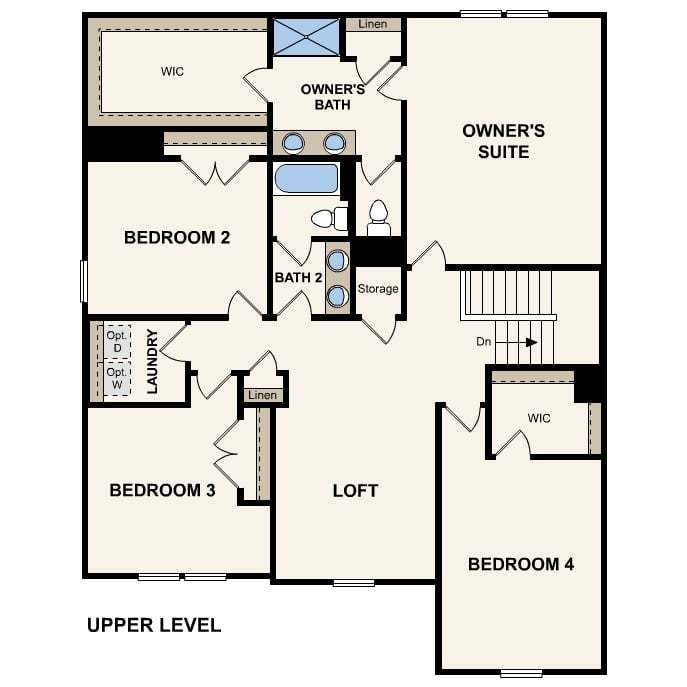 Linen
WIC
OWNER'S
BATH
OWNER'S
SUITE
BEDROOM 2
BATH 2
Storage
Opt.
D
Opt.
W
LAUNDRY
Dn
Linen
WIC
BEDROOM 3
LOFT
BEDROOM 4
UPPER LEVEL